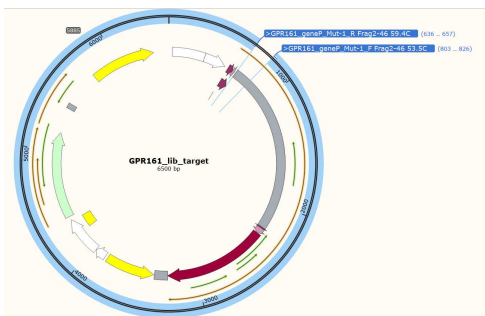 5885
>GPR161_geneP_Mut-1_R Frag2-46 59.4C (636 .. 657)
>GPR161_geneP_Mut-1_F Frag2-46 53.5C (803 .. 826)
6000
1000
5000
GPR161_lib_target
6500 bp
2000
4000
3000